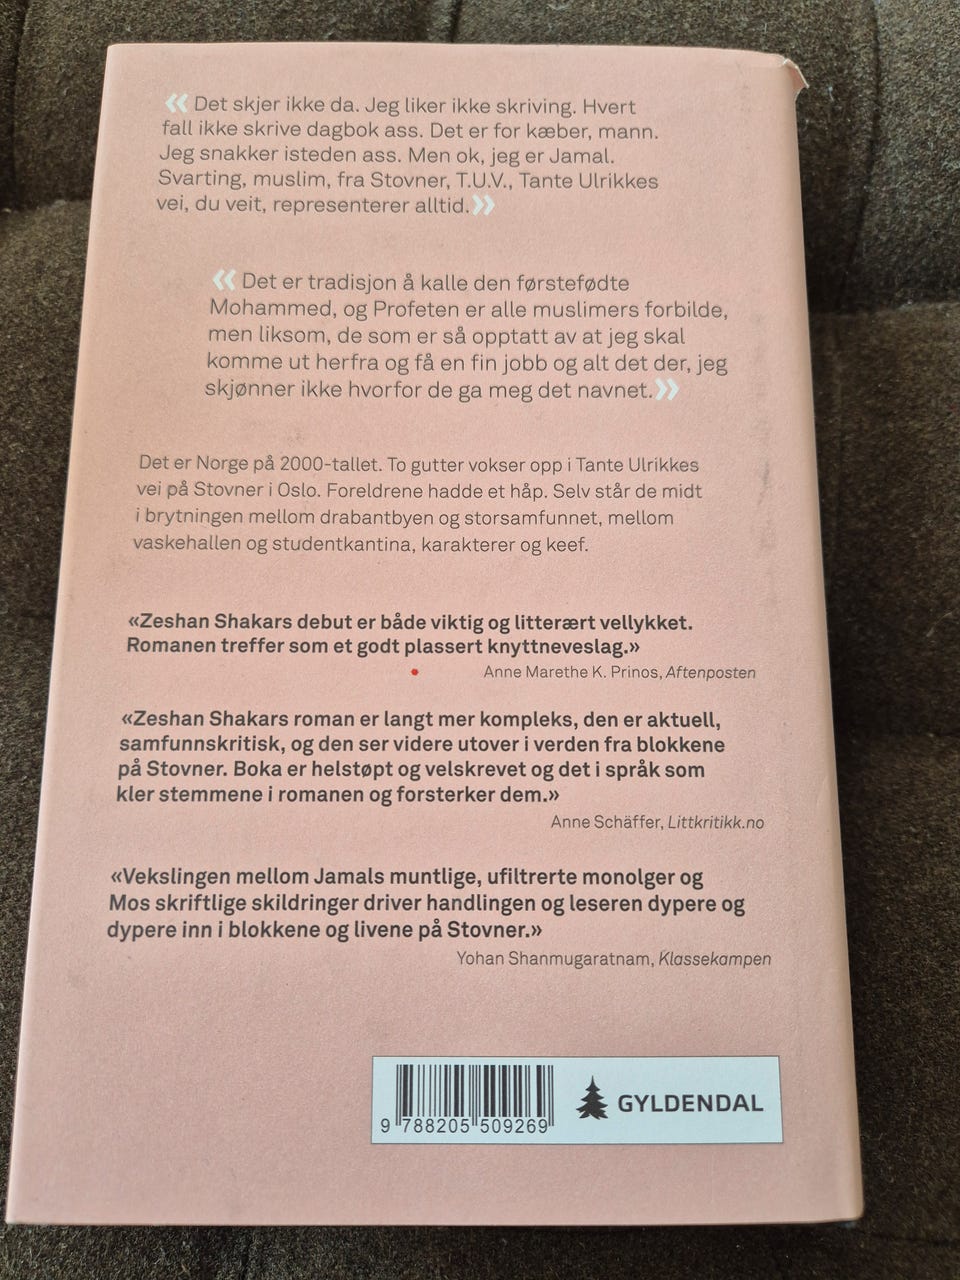 «Det skjer ikke da. Jeg liker ikke skriving. Hvert
fall ikke skrive dagbok ass. Det er for kæber, mann.
Jeg snakker isteden ass. Men ok, jeg er Jamal.
Svarting, muslim, fra Stovner, T.U.V., Tante Ulrikkes
vei, du veit, representerer alltid.»
«Det er tradisjon å kalle den førstefødte
Mohammed, og Profeten er alle muslimers forbilde,
men liksom, de som er så opptatt av at jeg skal
komme ut herfra og få en fin jobb og alt det der, jeg
skjønner ikke hvorfor de ga meg det navnet.»
Det er Norge på 2000-tallet. To gutter vokser opp i Tante Ulrikkes
vei på Stovner i Oslo. Foreldrene hadde et håp. Selv står de midt
i brytningen mellom drabantbyen og storsamfunnet, mellom
vaskehallen og studentkantina, karakterer og keef.
«Zeshan Shakars debut er både viktig og litterært vellykket.
Romanen treffer som et godt plassert knyttneveslag.»
Anne Marethe K. Prinos, Aftenposten
«Zeshan Shakars roman er langt mer kompleks, den er aktuell,
samfunnskritisk, og den ser videre utover i verden fra blokkene
på Stovner. Boka er helstøpt og velskrevet og det i språk som
kler stemmene i romanen og forsterker dem.»
Anne Schäffer, Littkritikk.no
«Vekslingen mellom Jamals muntlige, ufiltrerte monolger og
Mos skriftlige skildringer driver handlingen og leseren dypere og
dypere inn i blokkene og livene på Stovner.»
Yohan Shanmugaratnam, Klassekampen
9 788205 509269
GYLDENDAL